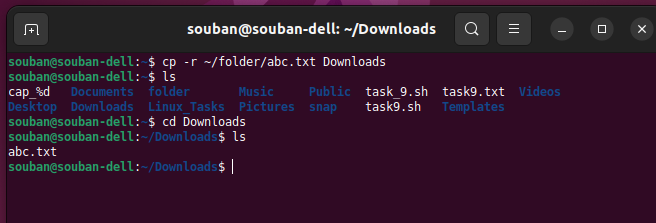 souban@souban-dell: ~/Downloads
souban@souban-dell:~$ cp -r ~/folder/abc.txt Downloads
souban@souban-dell:~$ ls
cap_%d Documents folder Music Public task_9.sh task9.txt Videos
Desktop Downloads Linux_Tasks Pictures snap task9.sh Templates
souban@souban-dell:~$ cd Downloads
souban@souban-dell:~/Downloads$ ls
abc.txt
souban@souban-dell:~/Downloads$